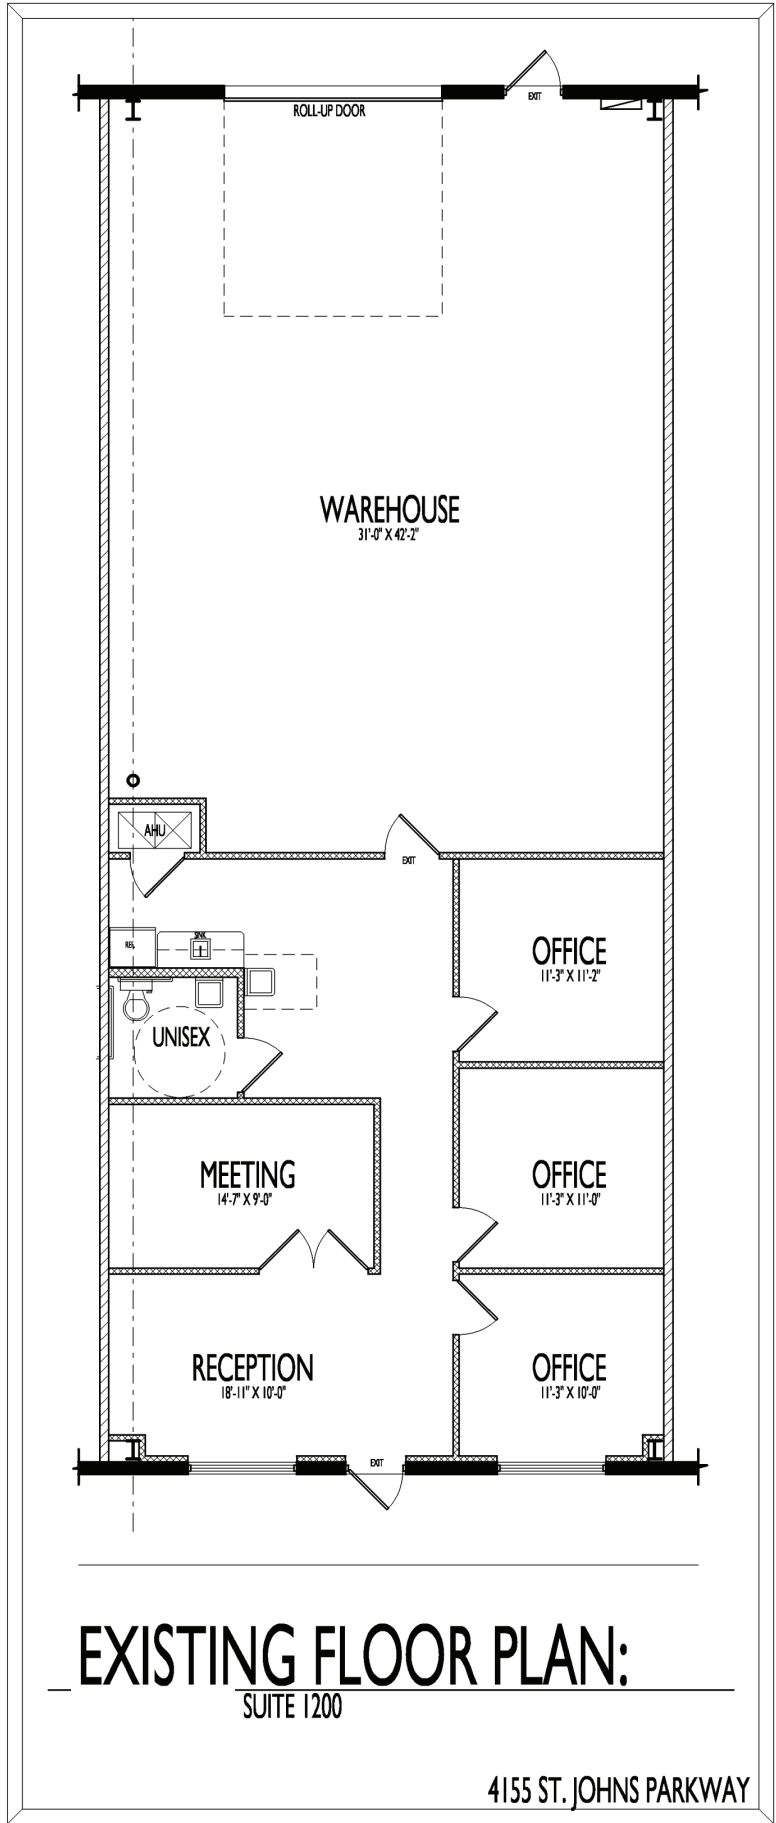 EXIT
ROLL-UP DOOR
WAREHOUSE
31'-0" X 42'-2"
AHU
EXIT
SINK
REF.
OFFICE
11'-3" X 11'-2"
UNISEX
MEETING
14'-7" X 9'-0"
OFFICE
11'-3" X 11'-0"
RECEPTION
18'-11" X 10'-0"
OFFICE
11'-3" X 10'-0"
EXIT
EXISTING FLOOR PLAN:
SUITE 1200
4155 ST. JOHNS PARKWAY